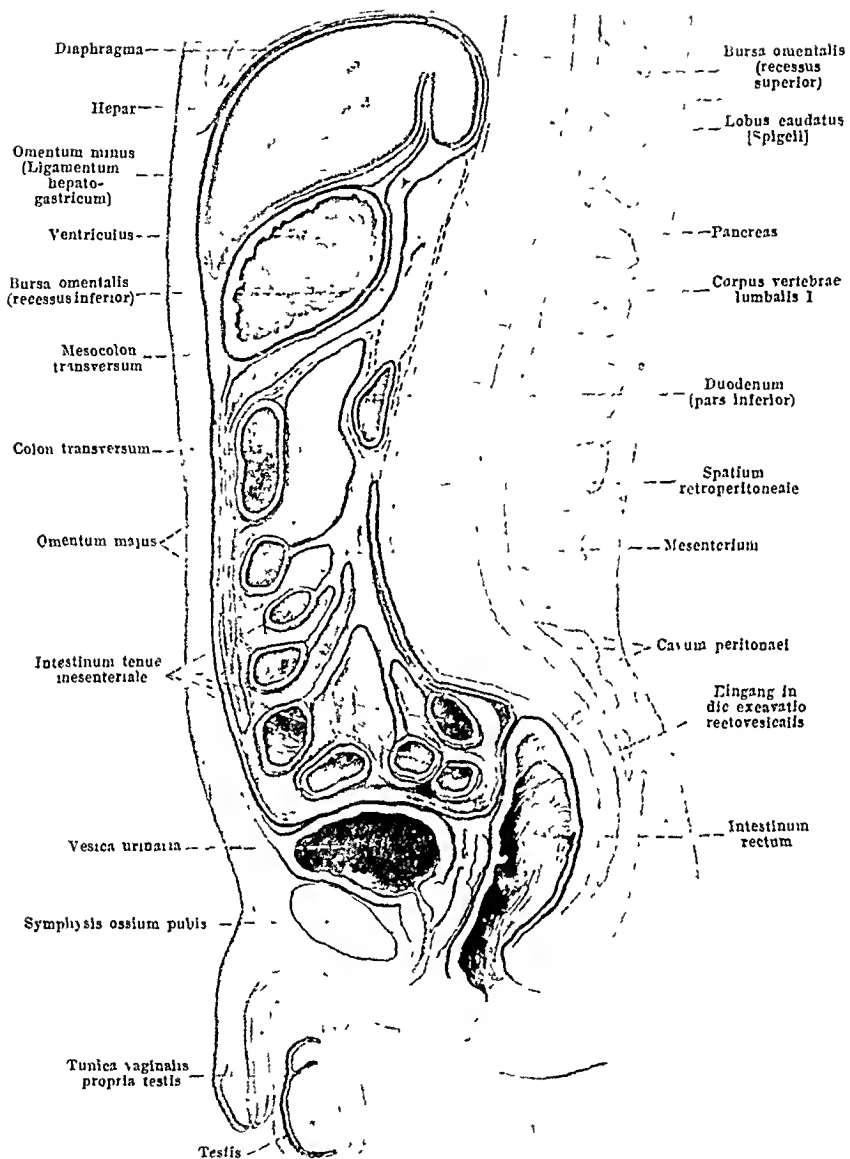 Diaphragma
Hepar
Omentum minus
(Ligamentum
hepato-
gastricum)
Ventriculus
Bursa omentalis
(recessus inferior)
Mesocolon
transversum
Colon transversum
Omentum majus
Intestinum tenue
mesenteriale
Vesica urinaria
Symphysis ossium pubis
Tunica vaginalis
propria testis
Testis
Bursa omentalis
(recessus
superior)
Lobus caudatus
[Spigeli]
Pancreas
Corpus vertebrae
lumbalis I
Duodenum
(pars inferior)
Spatium
retroperitoneale
Mesenterium
Cavum peritonaei
Eingang in
die excavatio
rectovesicalis
Intestinum
rectum